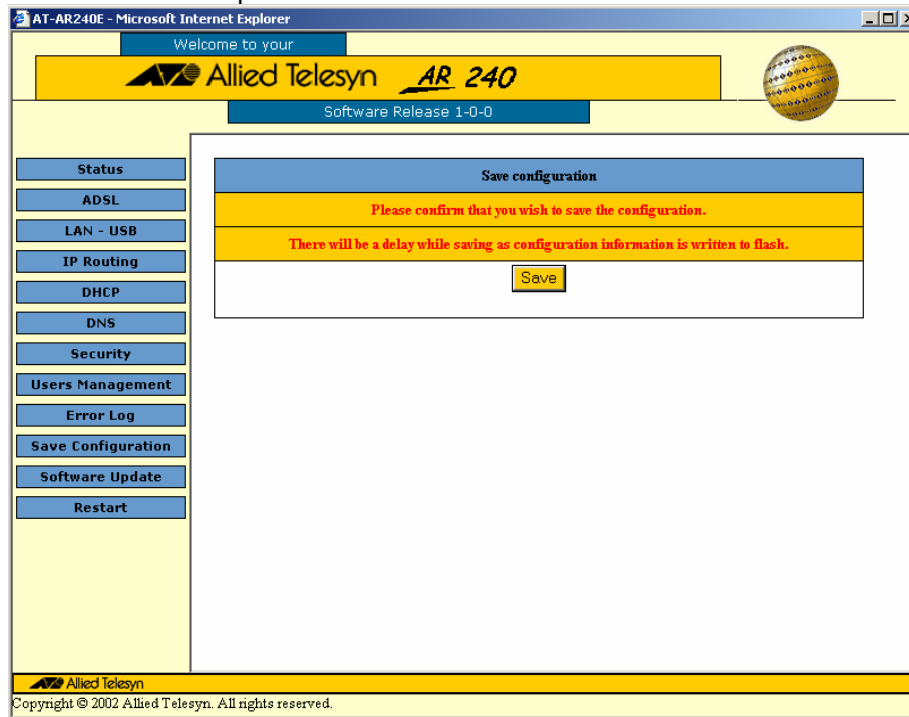 AT-AR240E - Microsoft Internet Explorer
Welcome to your
Allied Telesyn AR 240
Software Release 1-0-0
Status
ADSL
LAN - USB
IP Routing
DHCP
DNS
Security
Users Management
Error Log
Save Configuration
Software Update
Restart
Save configuration
Please confirm that you wish to save the configuration.
There will be a delay while saving as configuration information is written to flash.
Save
Allied Telesyn
Copyright © 2002 Allied Telesyn. All rights reserved.